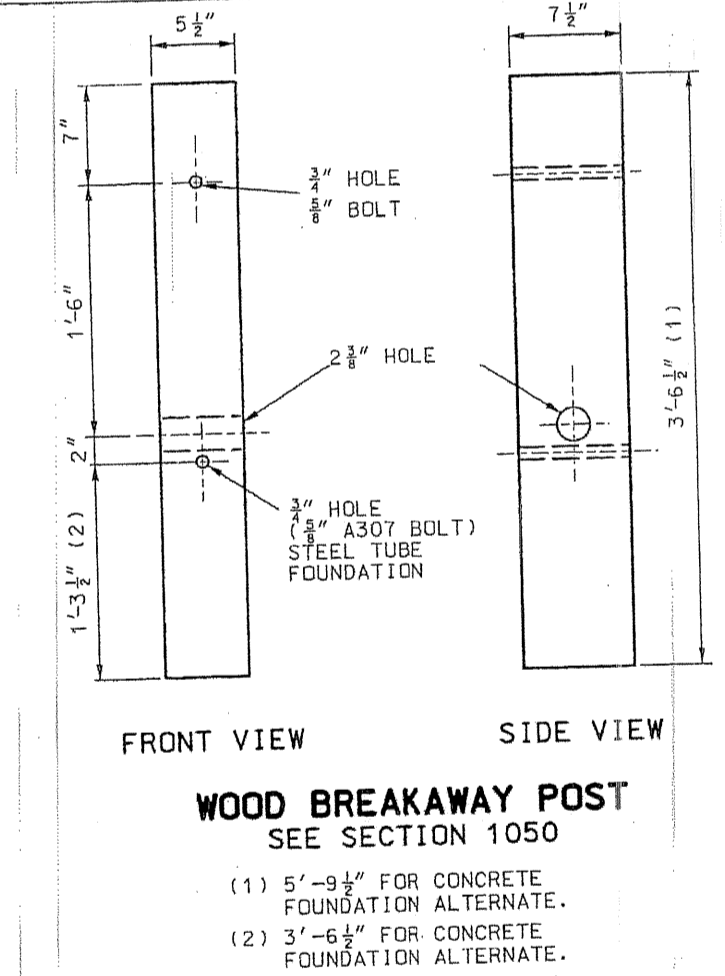 5 1/2"
7 1/2"
7"
3/4" HOLE
5/8" BOLT
1'-6"
2 3/8" HOLE
3'-6 1/2" (1)
2"
3/4" HOLE
(5/8" A307 BOLT)
STEEL TUBE
FOUNDATION
1'-3 1/2" (2)
FRONT VIEW
SIDE VIEW
WOOD BREAKAWAY POST
SEE SECTION 1050
(1) 5'-9 1/2" FOR CONCRETE
FOUNDATION ALTERNATE.
(2) 3'-6 1/2" FOR CONCRETE
FOUNDATION ALTERNATE.